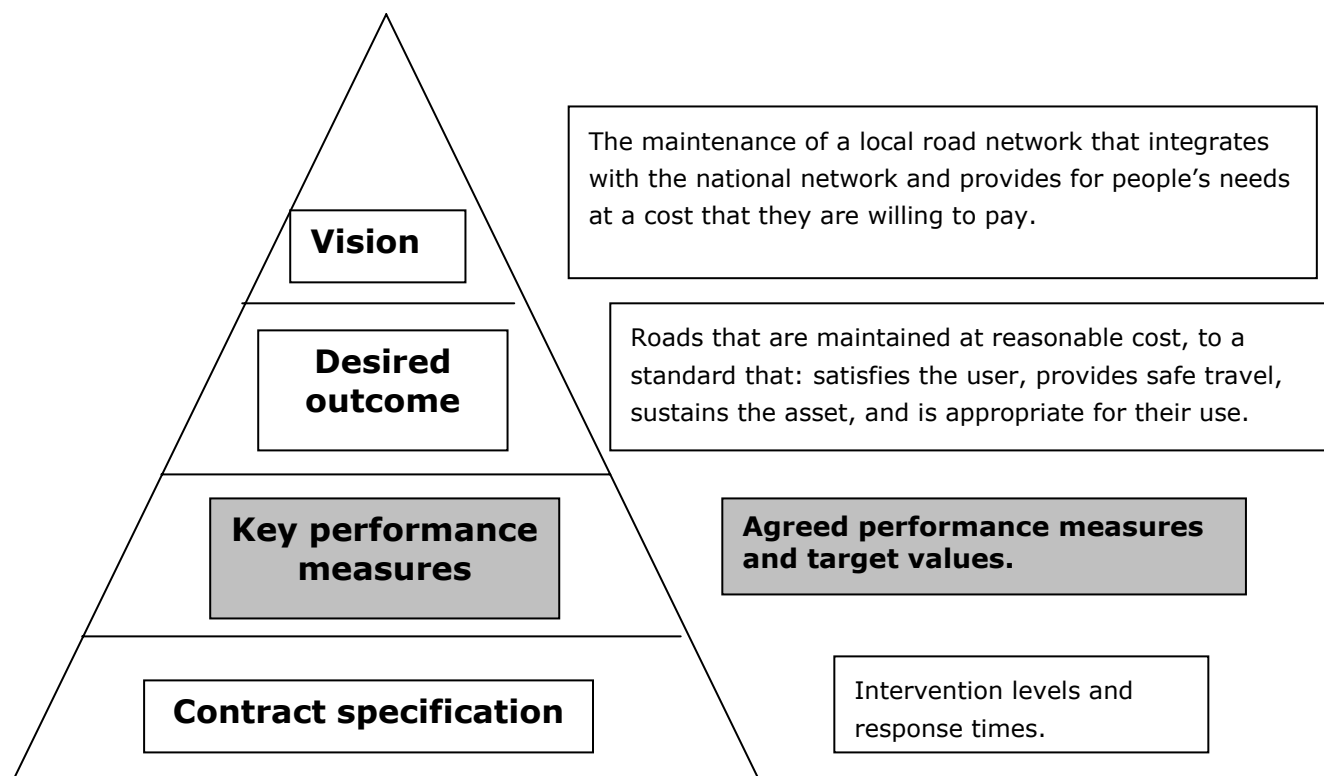 The maintenance of a local road network that integrates
with the national network and provides for people’s needs
at a cost that they are willing to pay.
Vision
Roads that are maintained at reasonable cost, to a
standard that: satisfies the user, provides safe travel,
sustains the asset, and is appropriate for their use.
Desired
outcome
Key performance
measures
Agreed performance measures
and target values.
Contract specification
Intervention levels and
response times.